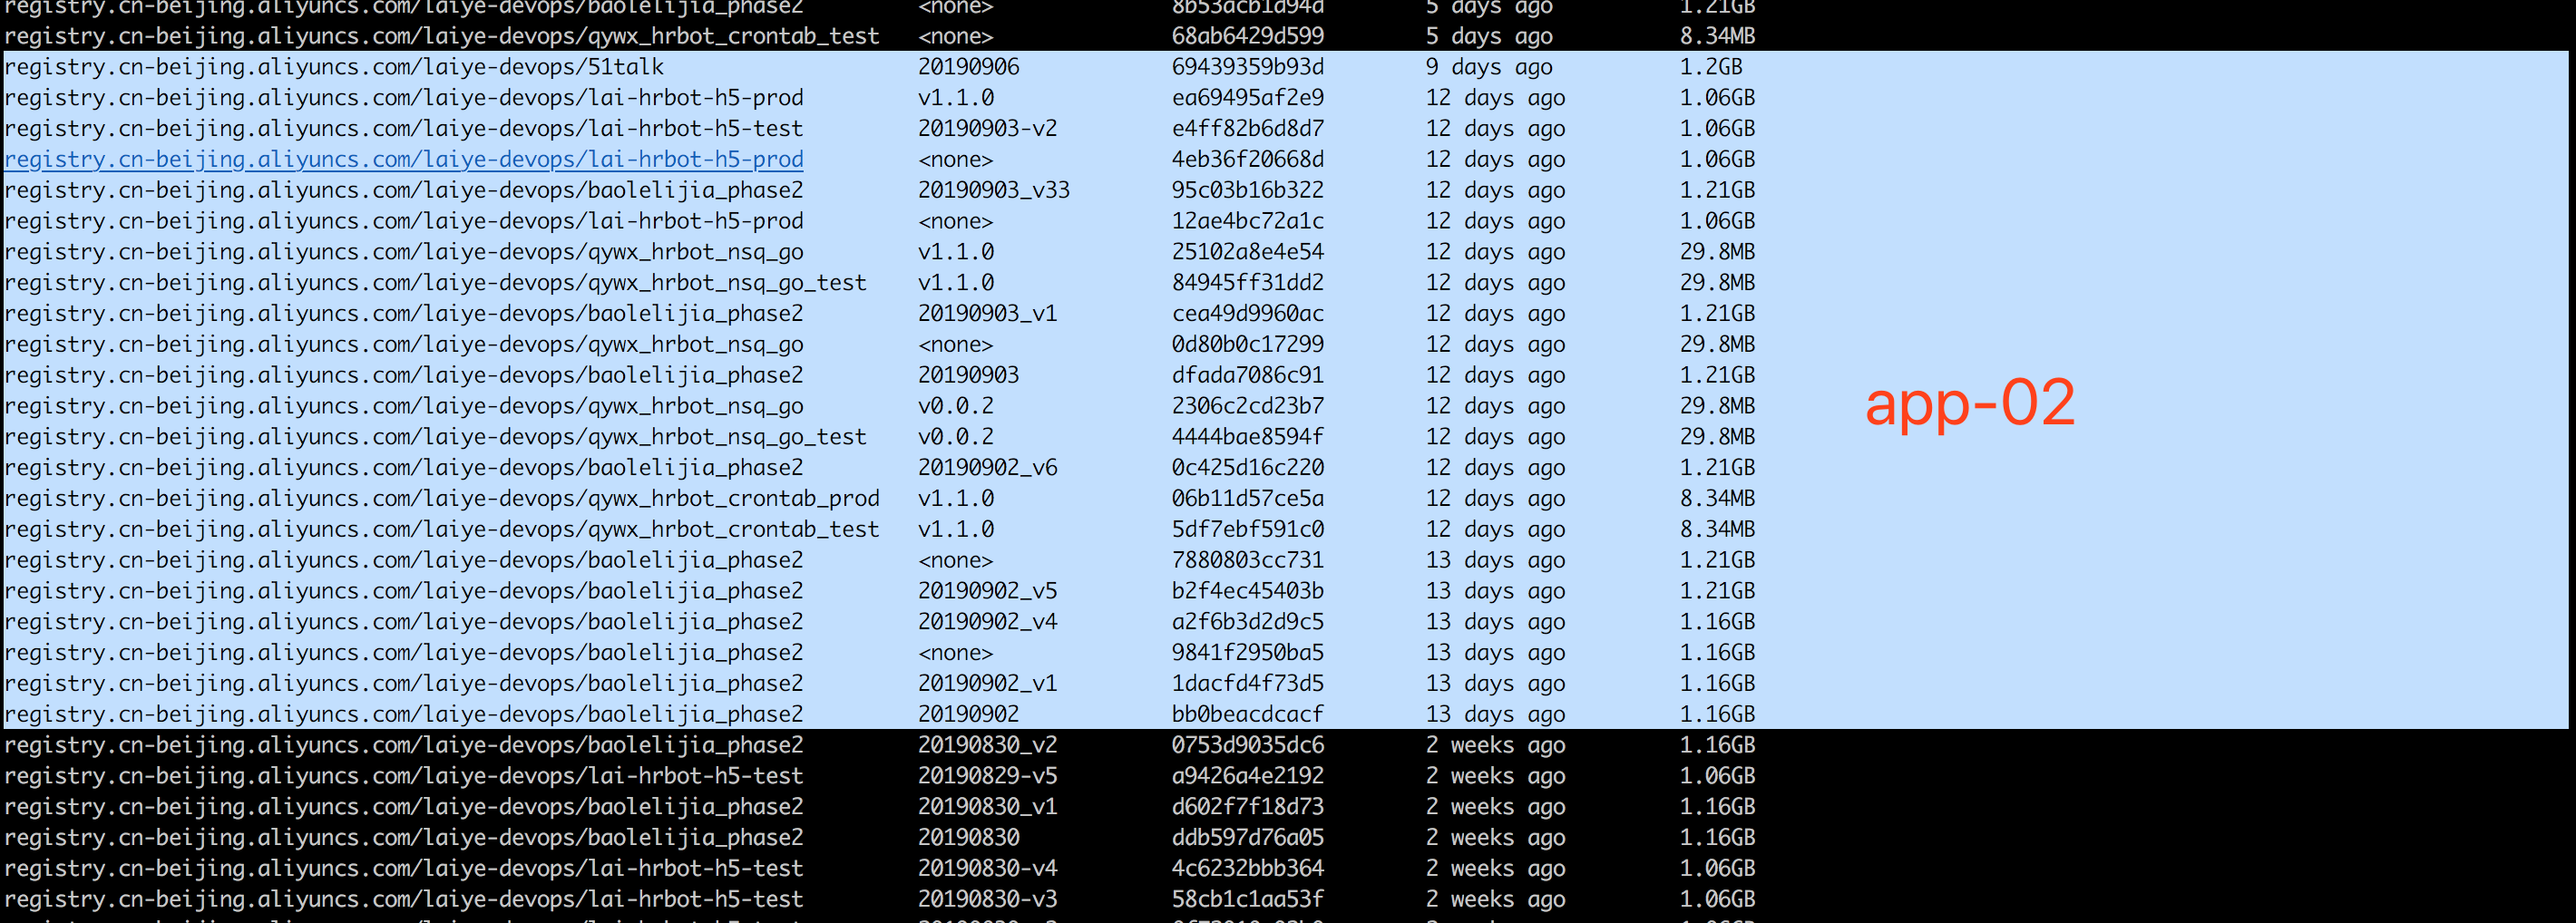 registry.cn-beijing.aliyuncs.com/laiye-devops/baolelijia_phase2 <none> 8b53acb1d94d 5 days ago 1.21GB
registry.cn-beijing.aliyuncs.com/laiye-devops/qywx_hrbot_crontab_test <none> 68ab6429d599 5 days ago 8.34MB
registry.cn-beijing.aliyuncs.com/laiye-devops/51talk 20190906 69439359b93d 9 days ago 1.2GB
registry.cn-beijing.aliyuncs.com/laiye-devops/lai-hrbot-h5-prod v1.1.0 ea69495af2e9 12 days ago 1.06GB
registry.cn-beijing.aliyuncs.com/laiye-devops/lai-hrbot-h5-test 20190903-v2 e4ff82b6d8d7 12 days ago 1.06GB
registry.cn-beijing.aliyuncs.com/laiye-devops/lai-hrbot-h5-prod <none> 4eb36f20668d 12 days ago 1.06GB
registry.cn-beijing.aliyuncs.com/laiye-devops/baolelijia_phase2 20190903_v33 95c03b16b322 12 days ago 1.21GB
registry.cn-beijing.aliyuncs.com/laiye-devops/lai-hrbot-h5-prod <none> 12ae4bc72a1c 12 days ago 1.06GB
registry.cn-beijing.aliyuncs.com/laiye-devops/qywx_hrbot_nsq_go v1.1.0 25102a8e4e54 12 days ago 29.8MB
registry.cn-beijing.aliyuncs.com/laiye-devops/qywx_hrbot_nsq_go_test v1.1.0 84945ff31dd2 12 days ago 29.8MB
registry.cn-beijing.aliyuncs.com/laiye-devops/baolelijia_phase2 20190903_v1 cea49d9960ac 12 days ago 1.21GB
registry.cn-beijing.aliyuncs.com/laiye-devops/qywx_hrbot_nsq_go <none> 0d80b0c17299 12 days ago 29.8MB
registry.cn-beijing.aliyuncs.com/laiye-devops/baolelijia_phase2 20190903 dfada7086c91 12 days ago 1.21GB
registry.cn-beijing.aliyuncs.com/laiye-devops/qywx_hrbot_nsq_go v0.0.2 2306c2cd23b7 12 days ago 29.8MB
app-02
registry.cn-beijing.aliyuncs.com/laiye-devops/qywx_hrbot_nsq_go_test v0.0.2 4444bae8594f 12 days ago 29.8MB
registry.cn-beijing.aliyuncs.com/laiye-devops/baolelijia_phase2 20190902_v6 0c425d16c220 12 days ago 1.21GB
registry.cn-beijing.aliyuncs.com/laiye-devops/qywx_hrbot_crontab_prod v1.1.0 06b11d57ce5a 12 days ago 8.34MB
registry.cn-beijing.aliyuncs.com/laiye-devops/qywx_hrbot_crontab_test v1.1.0 5df7ebf591c0 12 days ago 8.34MB
registry.cn-beijing.aliyuncs.com/laiye-devops/baolelijia_phase2 <none> 7880803cc731 13 days ago 1.21GB
registry.cn-beijing.aliyuncs.com/laiye-devops/baolelijia_phase2 20190902_v5 b2f4ec45403b 13 days ago 1.21GB
registry.cn-beijing.aliyuncs.com/laiye-devops/baolelijia_phase2 20190902_v4 a2f6b3d2d9c5 13 days ago 1.16GB
registry.cn-beijing.aliyuncs.com/laiye-devops/baolelijia_phase2 <none> 9841f2950ba5 13 days ago 1.16GB
registry.cn-beijing.aliyuncs.com/laiye-devops/baolelijia_phase2 20190902_v1 1dacfd4f73d5 13 days ago 1.16GB
registry.cn-beijing.aliyuncs.com/laiye-devops/baolelijia_phase2 20190902 bb0beacdcacf 13 days ago 1.16GB
registry.cn-beijing.aliyuncs.com/laiye-devops/baolelijia_phase2 20190830_v2 0753d9035dc6 2 weeks ago 1.16GB
registry.cn-beijing.aliyuncs.com/laiye-devops/lai-hrbot-h5-test 20190829-v5 a9426a4e2192 2 weeks ago 1.06GB
registry.cn-beijing.aliyuncs.com/laiye-devops/baolelijia_phase2 20190830_v1 d602f7f18d73 2 weeks ago 1.16GB
registry.cn-beijing.aliyuncs.com/laiye-devops/baolelijia_phase2 20190830 ddb597d76a05 2 weeks ago 1.16GB
registry.cn-beijing.aliyuncs.com/laiye-devops/lai-hrbot-h5-test 20190830-v4 4c6232bbb364 2 weeks ago 1.06GB
registry.cn-beijing.aliyuncs.com/laiye-devops/lai-hrbot-h5-test 20190830-v3 58cb1c1aa53f 2 weeks ago 1.06GB